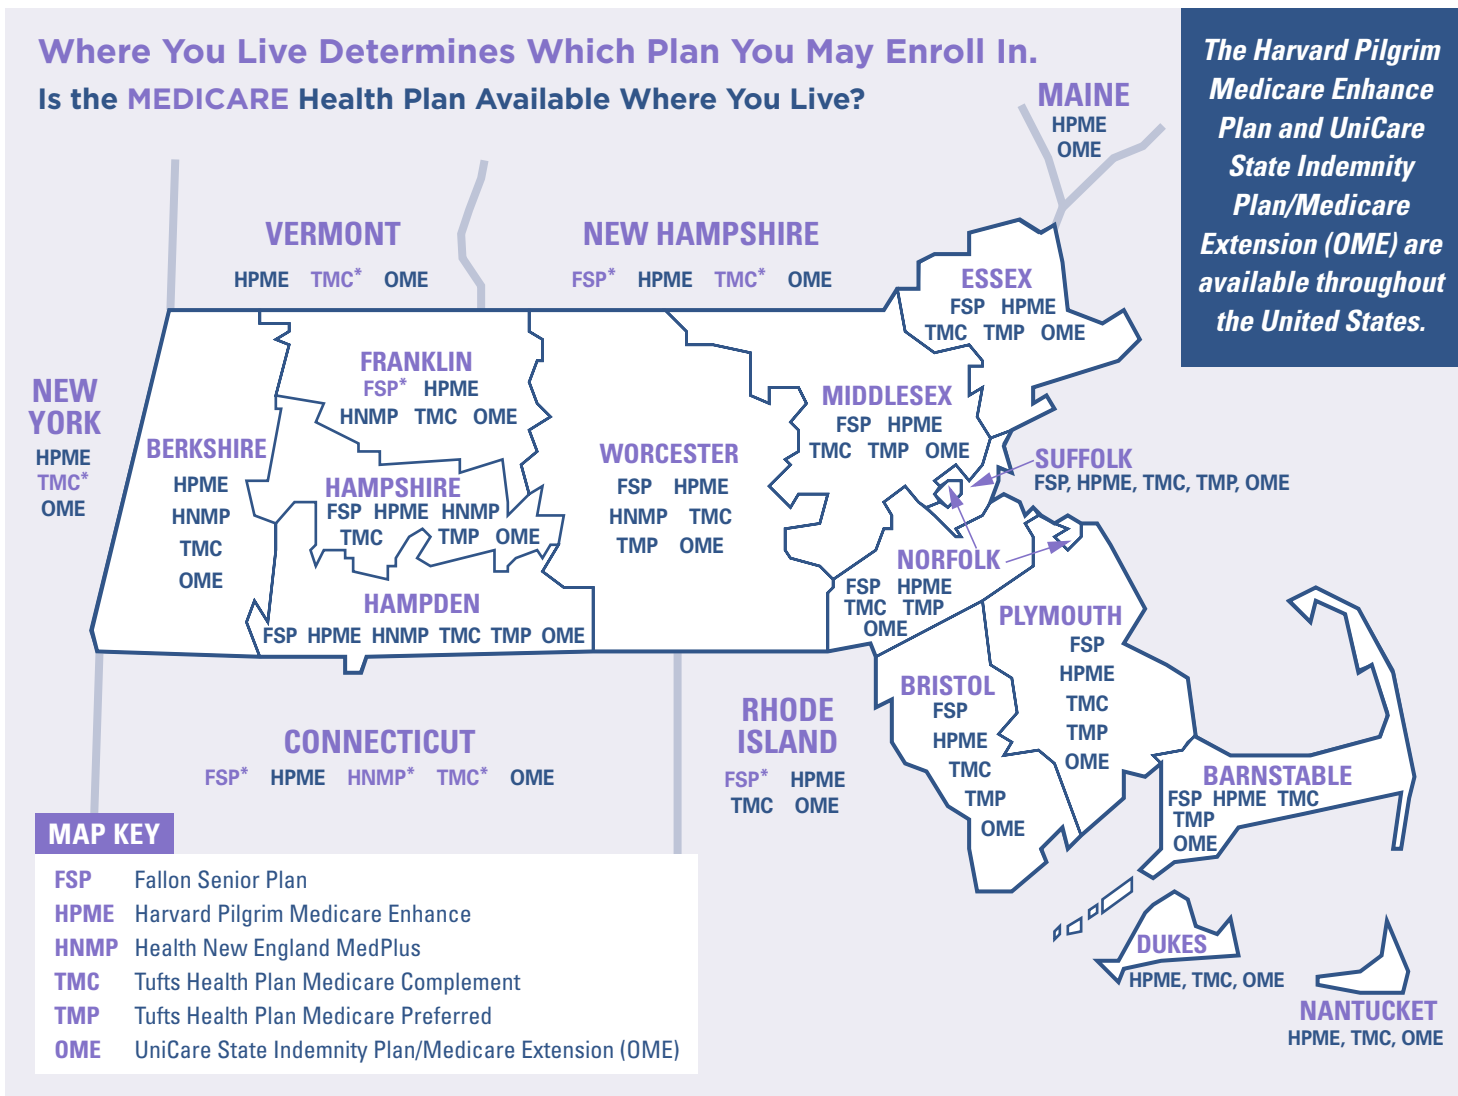 Where You Live Determines Which Plan You May Enroll In.
Is the MEDICARE Health Plan Available Where You Live?
The Harvard Pilgrim
Medicare Enhance
Plan and UniCare
State Indemnity
Plan/Medicare
Extension (OME) are
available throughout
the United States.
MAINE
HPME
OME
VERMONT
HPME TMC* OME
NEW HAMPSHIRE
FSP* HPME TMC* OME
ESSEX
FSP HPME
TMC TMP OME
NEW
YORK
HPME
TMC*
OME
BERKSHIRE
HPME
HNMP
TMC
OME
FRANKLIN
FSP* HPME
HNMP TMC OME
HAMPSHIRE
FSP HPME HNMP
TMC TMP OME
HAMPDEN
FSP HPME HNMP TMC TMP OME
WORCESTER
FSP HPME
HNMP TMC
TMP OME
MIDDLESEX
FSP HPME
TMC TMP OME
SUFFOLK
FSP, HPME, TMC, TMP, OME
NORFOLK
FSP HPME
TMC TMP
OME
PLYMOUTH
FSP
HPME
TMC
TMP
OME
BRISTOL
FSP
HPME
TMC
TMP
OME
BARNSTABLE
FSP HPME TMC
TMP
OME
DUKES
HPME, TMC, OME
NANTUCKET
HPME, TMC, OME
CONNECTICUT
FSP* HPME HNMP* TMC* OME
RHODE
ISLAND
FSP* HPME
TMC OME
MAP KEY
FSP Fallon Senior Plan
HPME Harvard Pilgrim Medicare Enhance
HNMP Health New England MedPlus
TMC Tufts Health Plan Medicare Complement
TMP Tufts Health Plan Medicare Preferred
OME UniCare State Indemnity Plan/Medicare Extension (OME)